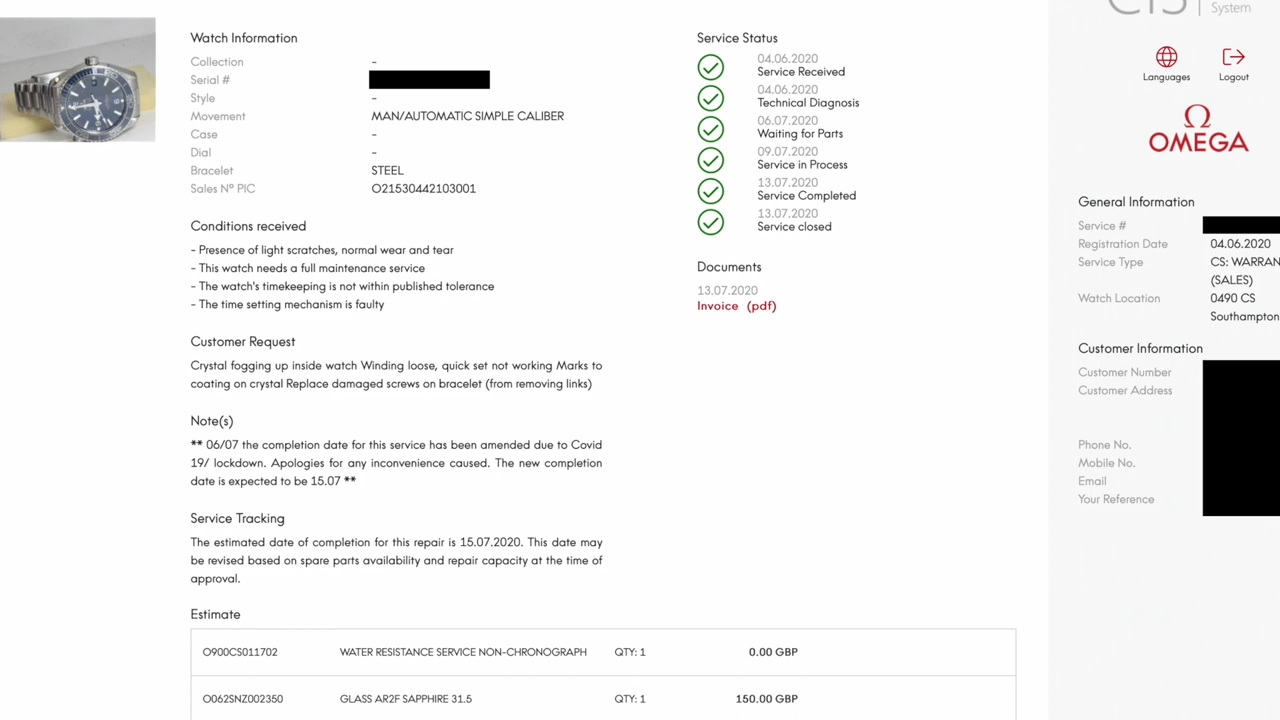 Watch Information
Collection -
Serial #
Style -
Movement MAN/AUTOMATIC SIMPLE CALIBER
Case -
Dial -
Bracelet STEEL
Sales Nº PIC O21530442103001
Conditions received
- Presence of light scratches, normal wear and tear
- This watch needs a full maintenance service
- The watch's timekeeping is not within published tolerance
- The time setting mechanism is faulty
Customer Request
Crystal fogging up inside watch Winding loose, quick set not working Marks to
coating on crystal Replace damaged screws on bracelet (from removing links)
Note(s)
** 06/07 the completion date for this service has been amended due to Covid
19/ lockdown. Apologies for any inconvenience caused. The new completion
date is expected to be 15.07 **
Service Tracking
The estimated date of completion for this repair is 15.07.2020. This date may
be revised based on spare parts availability and repair capacity at the time of
approval.
Estimate
O900CS011702 WATER RESISTANCE SERVICE NON-CHRONOGRAPH QTY: 1 0.00 GBP
O062SNZ002350 GLASS AR2F SAPPHIRE 31.5 QTY: 1 150.00 GBP
Service Status
04.06.2020
Service Received
04.06.2020
Technical Diagnosis
06.07.2020
Waiting for Parts
09.07.2020
Service in Process
13.07.2020
Service Completed
13.07.2020
Service closed
Documents
13.07.2020
Invoice (pdf)
System
Languages Logout
Ω
OMEGA
General Information
Service #
Registration Date 04.06.2020
Service Type CS: WARRAN
(SALES)
Watch Location 0490 CS
Southampton
Customer Information
Customer Number
Customer Address
Phone No.
Mobile No.
Email
Your Reference